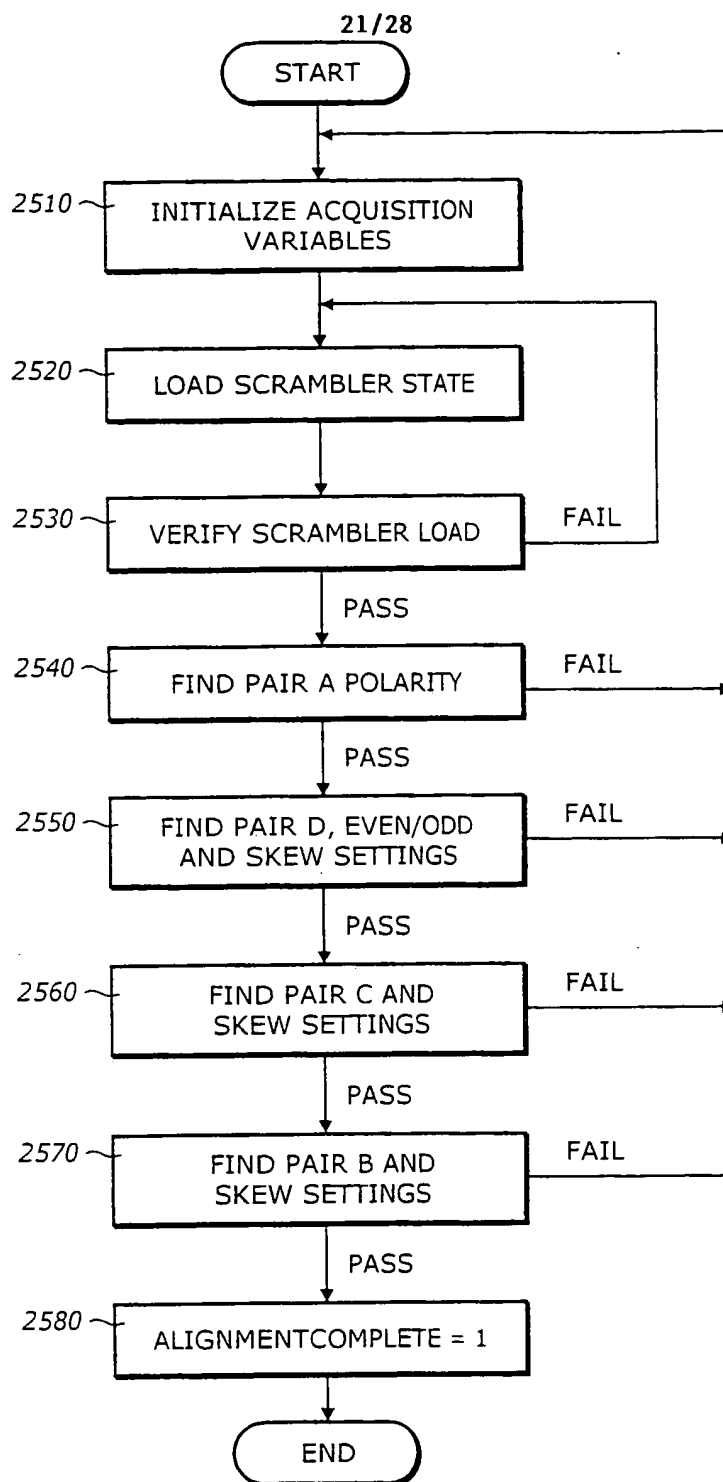 21/28
START
2510
INITIALIZE ACQUISITION
VARIABLES
2520
LOAD SCRAMBLER STATE
2530
VERIFY SCRAMBLER LOAD
FAIL
PASS
2540
FIND PAIR A POLARITY
FAIL
PASS
2550
FIND PAIR D, EVEN/ODD
AND SKEW SETTINGS
FAIL
PASS
2560
FIND PAIR C AND
SKEW SETTINGS
FAIL
PASS
2570
FIND PAIR B AND
SKEW SETTINGS
FAIL
PASS
2580
ALIGNMENTCOMPLETE = 1
END